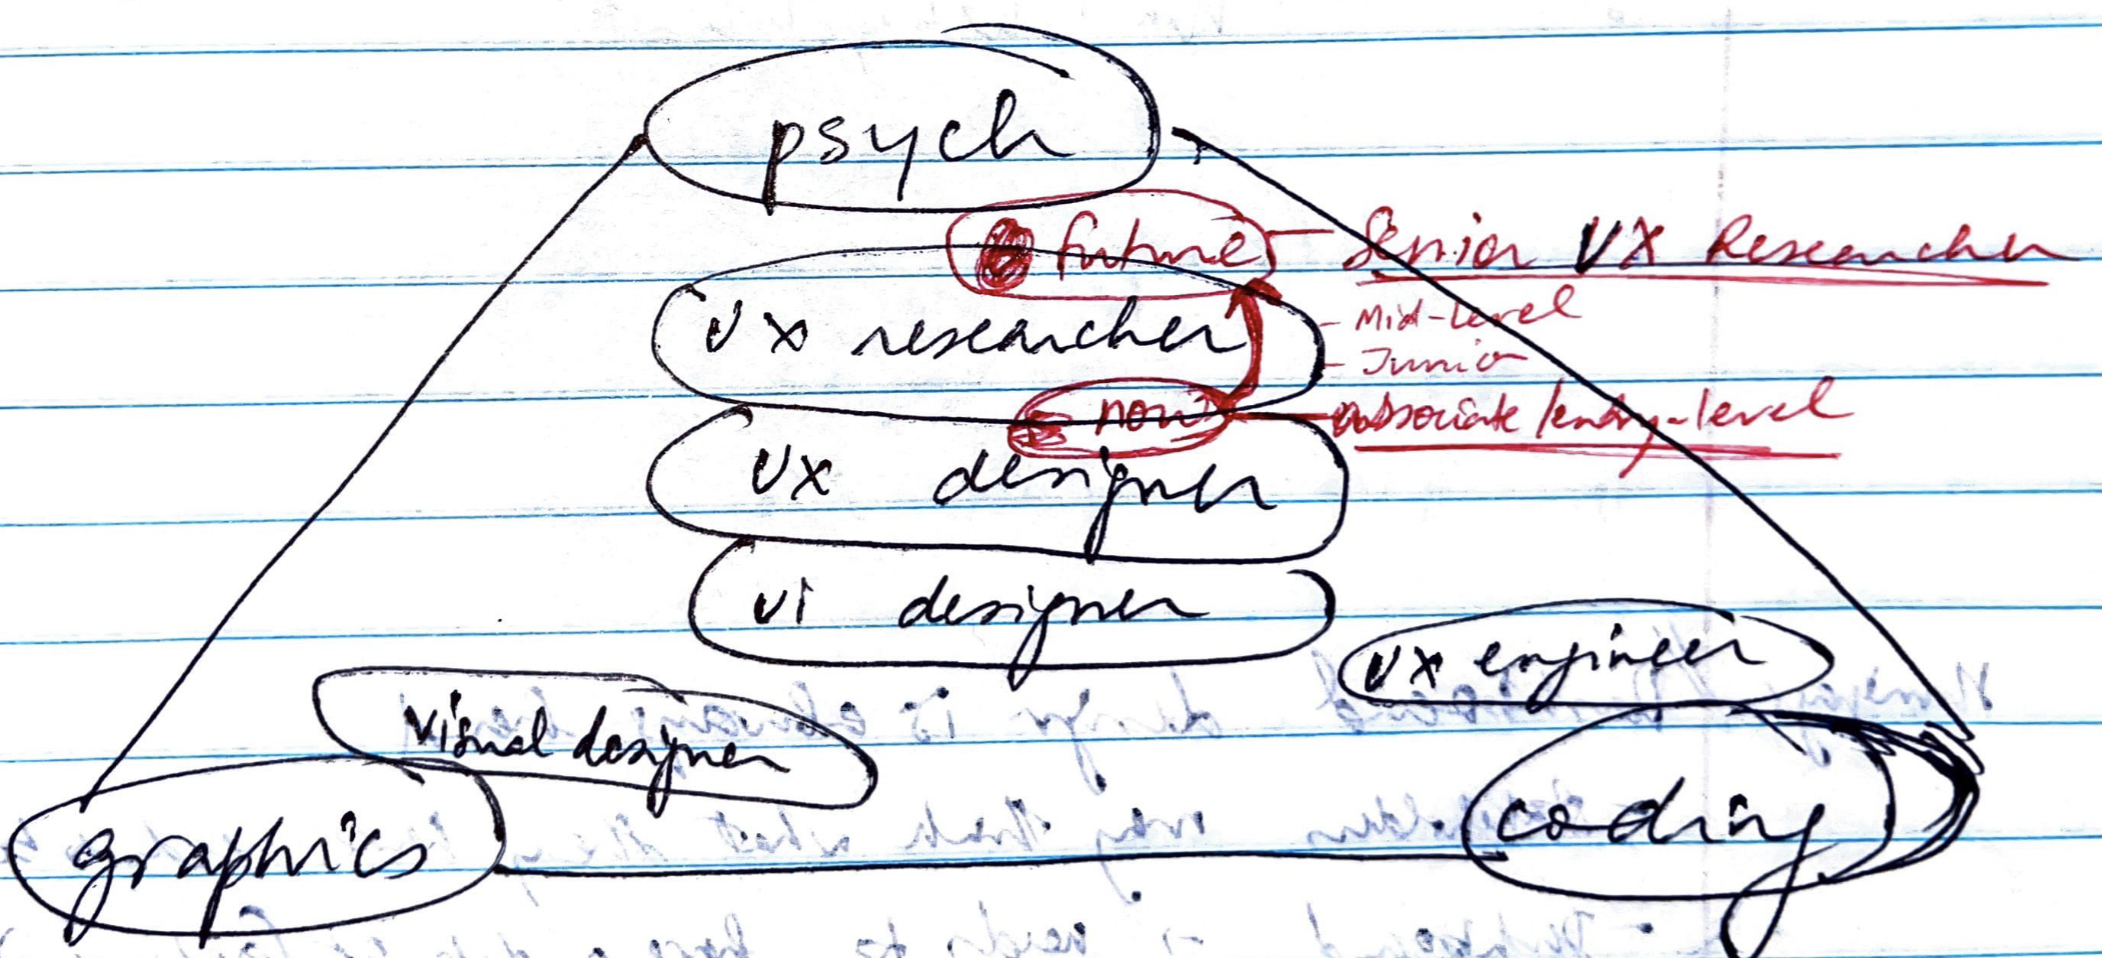 psych
future - Senior UX Researcher
UX researcher
- Mid-Level
- Junior
now - associate/entry-level
UX designer
UI designer
UX engineer
visual designer
graphics
coding